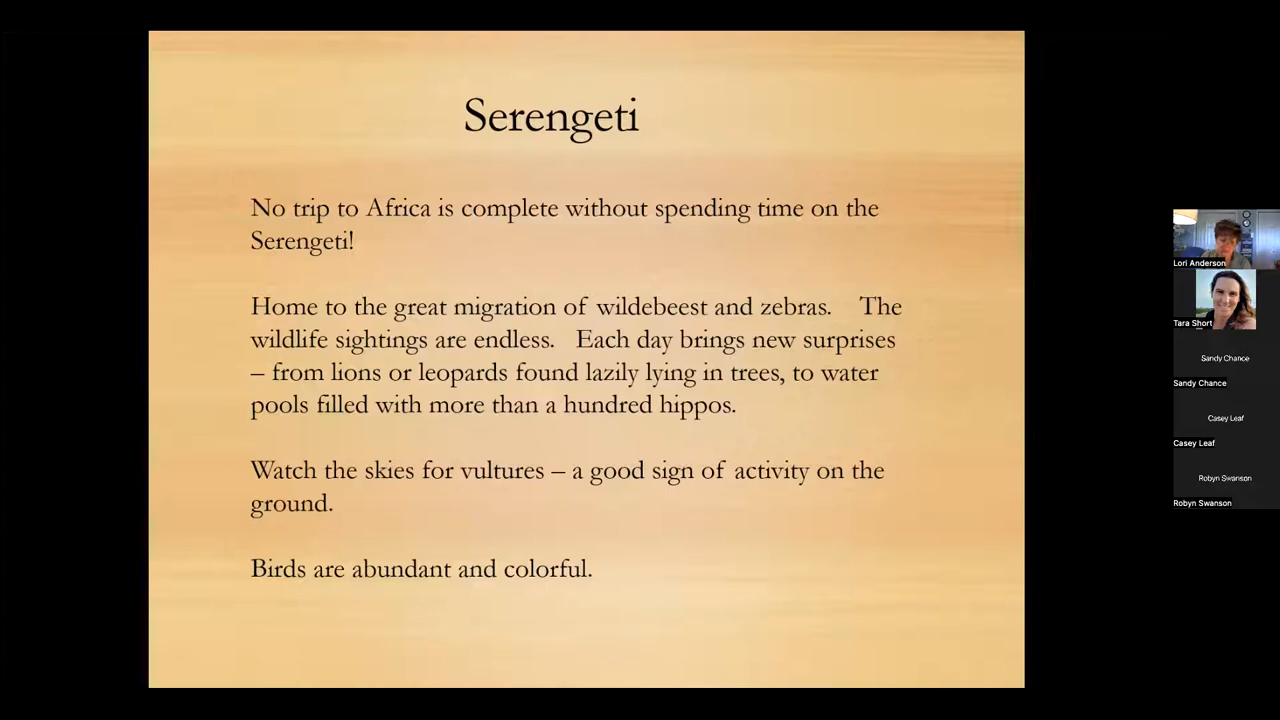 Serengeti
No trip to Africa is complete without spending time on the
Serengeti!
Home to the great migration of wildebeest and zebras. The
wildlife sightings are endless. Each day brings new surprises
– from lions or leopards found lazily lying in trees, to water
pools filled with more than a hundred hippos.
Watch the skies for vultures – a good sign of activity on the
ground.
Birds are abundant and colorful.
Lori Anderson
Tara Short
Sandy Chance
Sandy Chance
Casey Leaf
Casey Leaf
Robyn Swanson
Robyn Swanson